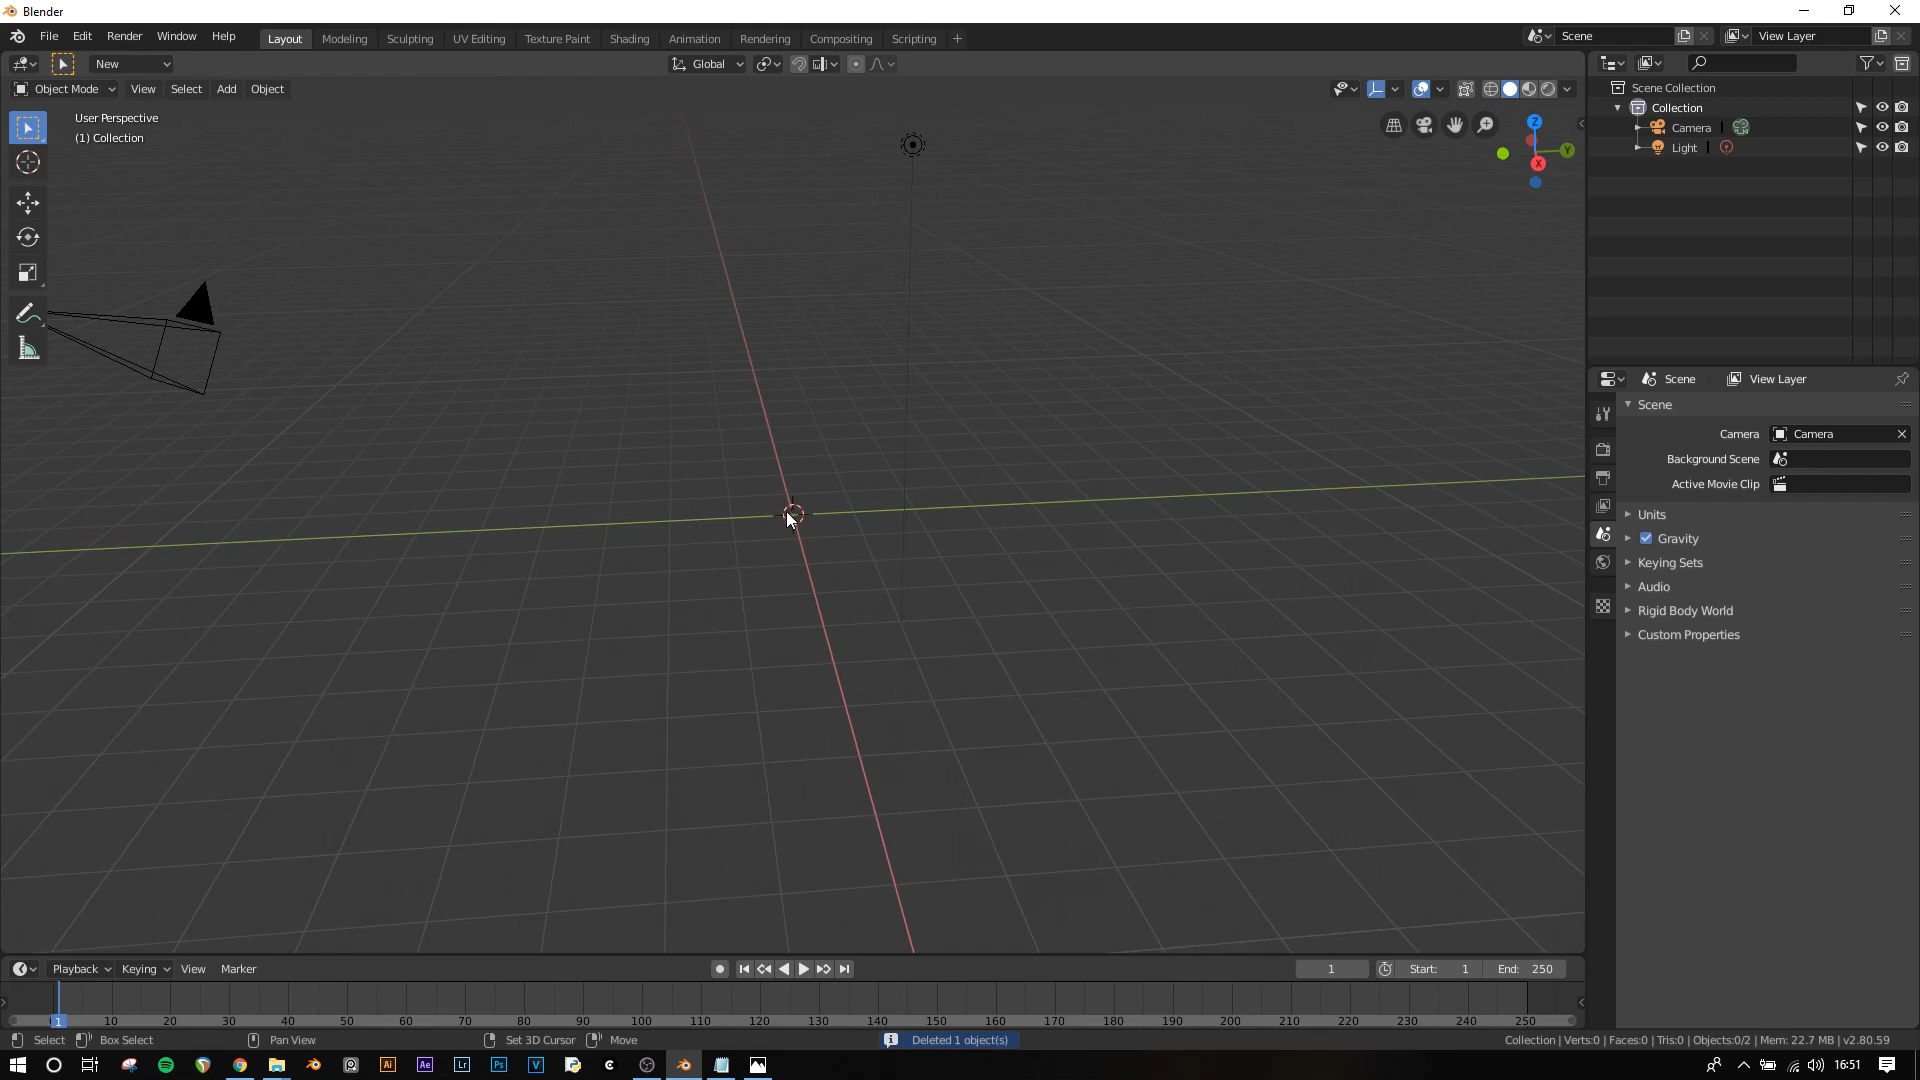 Blender
File Edit Render Window Help Layout Modeling Sculpting UV Editing Texture Paint Shading Animation Rendering Compositing Scripting + Scene View Layer
New Global
Object Mode View Select Add Object
User Perspective
(1) Collection
Z
Y
X
Scene Collection
Collection
Camera
Light
Scene View Layer
Scene
Camera Camera
Background Scene
Active Movie Clip
Units
Gravity
Keying Sets
Audio
Rigid Body World
Custom Properties
Playback Keying View Marker 1 Start: 1 End: 250
1 10 20 30 40 50 60 70 80 90 100 110 120 130 140 150 160 170 180 190 200 210 220 230 240 250
Select Box Select Pan View Set 3D Cursor Move Deleted 1 object(s) Collection | Verts:0 | Faces:0 | Tris:0 | Objects:0/2 | Mem: 22.7 MB | v2.80.59
Ai Ae Lr Ps V C 16:51